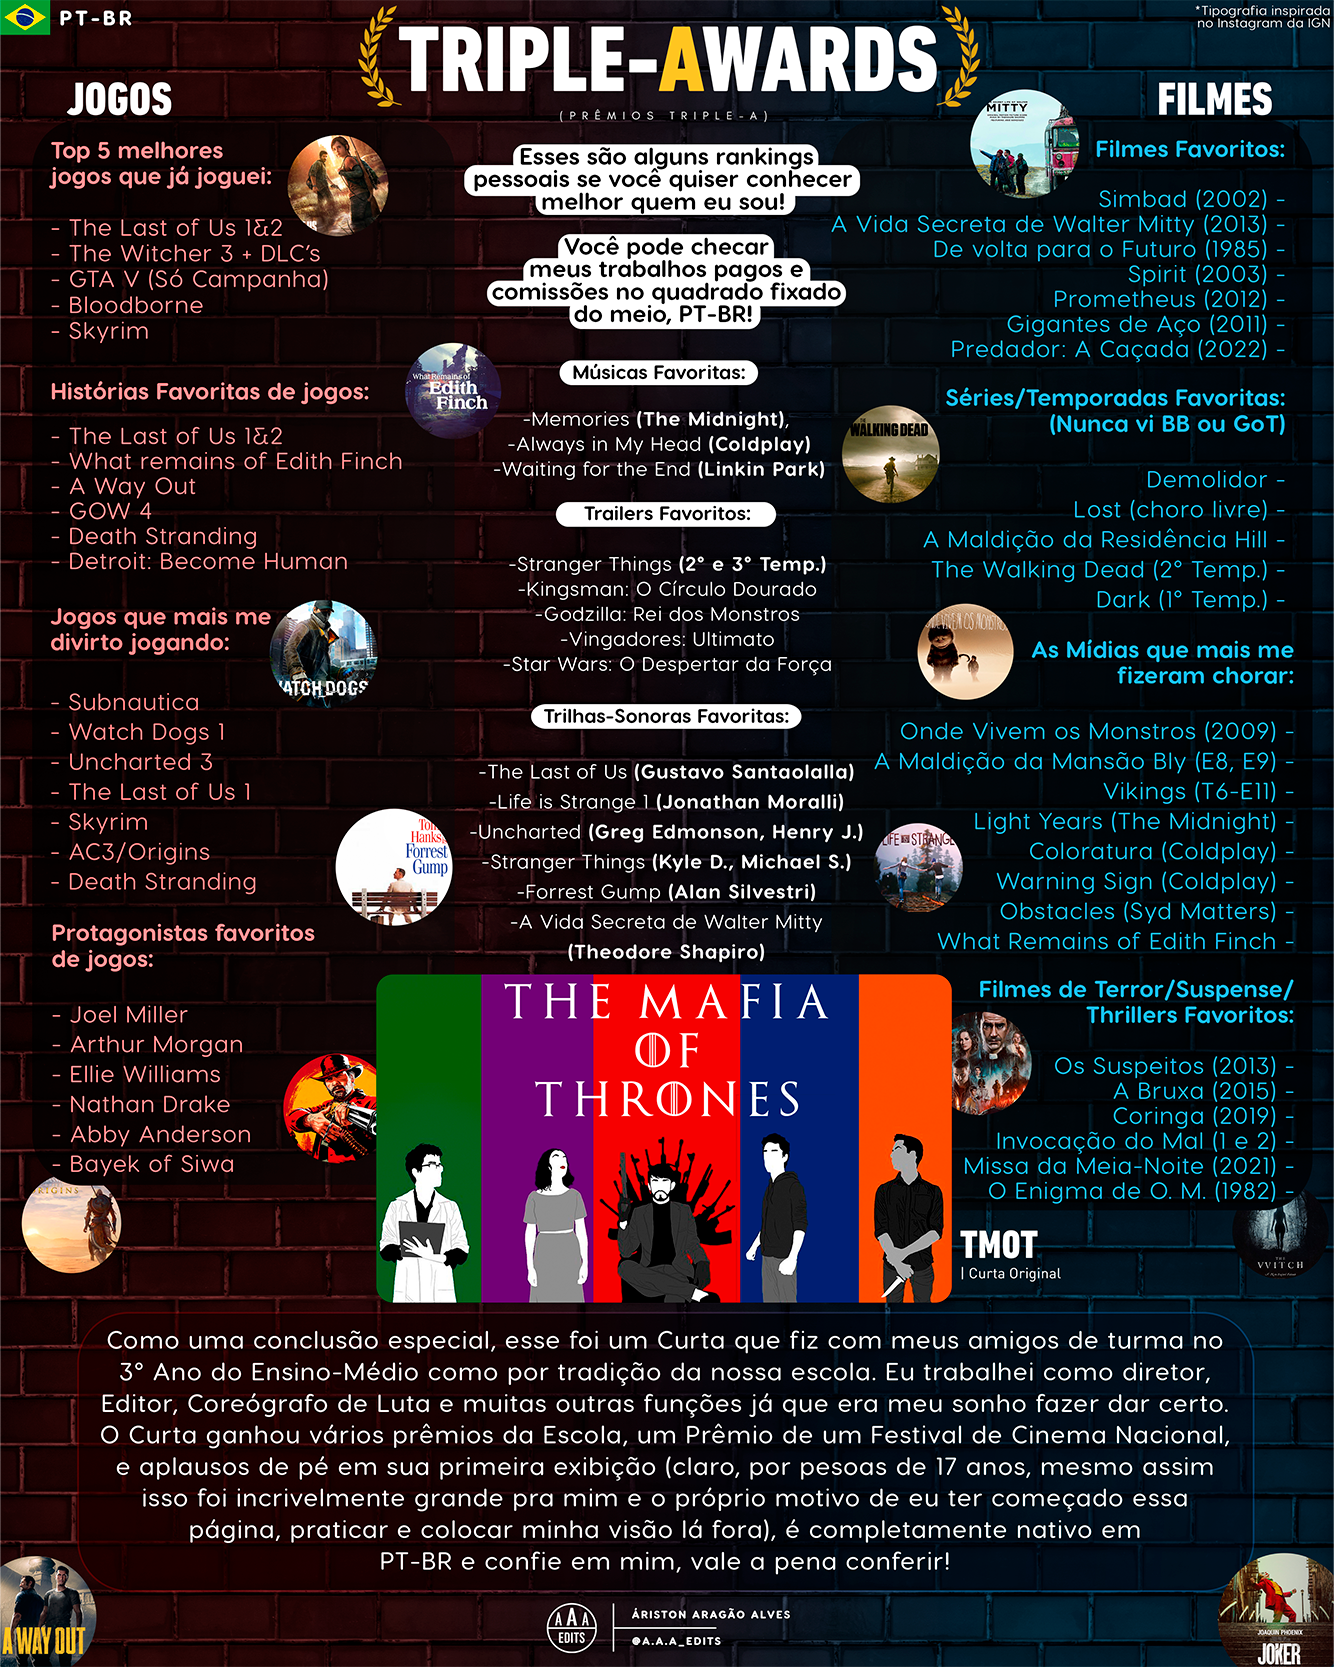 PT-BR
*Tipografia inspirada
no Instagram da IGN
TRIPLE-AWARDS
(PRÊMIOS TRIPLE-A)
JOGOS
Top 5 melhores
jogos que já joguei:
- The Last of Us 1&2
- The Witcher 3 + DLC's
- GTA V (Só Campanha)
- Bloodborne
- Skyrim
Histórias Favoritas de jogos:
What Remains of
Edith
Finch
- The Last of Us 1&2
- What remains of Edith Finch
- A Way Out
- GOW 4
- Death Stranding
- Detroit: Become Human
Jogos que mais me
divirto jogando:
WATCH DOGS
- Subnautica
- Watch Dogs 1
- Uncharted 3
- The Last of Us 1
- Skyrim
- AC3/Origins
- Death Stranding
Tom
Hanks
Forrest
Gump
Protagonistas favoritos
de jogos:
- Joel Miller
- Arthur Morgan
- Ellie Williams
- Nathan Drake
- Abby Anderson
- Bayek of Siwa
Esses são alguns rankings
pessoais se você quiser conhecer
melhor quem eu sou!
Você pode checar
meus trabalhos pagos e
comissões no quadrado fixado
do meio, PT-BR!
Músicas Favoritas:
-Memories (The Midnight),
-Always in My Head (Coldplay)
-Waiting for the End (Linkin Park)
Trailers Favoritos:
-Stranger Things (2° e 3° Temp.)
-Kingsman: O Círculo Dourado
-Godzilla: Rei dos Monstros
-Vingadores: Ultimato
-Star Wars: O Despertar da Força
Trilhas-Sonoras Favoritas:
-The Last of Us (Gustavo Santaolalla)
-Life is Strange 1 (Jonathan Moralli)
-Uncharted (Greg Edmonson, Henry J.)
-Stranger Things (Kyle D., Michael S.)
-Forrest Gump (Alan Silvestri)
-A Vida Secreta de Walter Mitty
(Theodore Shapiro)
FILMES
MITTY
Filmes Favoritos:
Simbad (2002) -
A Vida Secreta de Walter Mitty (2013) -
De volta para o Futuro (1985) -
Spirit (2003) -
Prometheus (2012) -
Gigantes de Aço (2011) -
Predador: A Caçada (2022) -
Séries/Temporadas Favoritas:
(Nunca vi BB ou GoT)
THE
WALKING DEAD
Demolidor -
Lost (choro livre) -
A Maldição da Residência Hill -
The Walking Dead (2° Temp.) -
Dark (1° Temp.) -
As Mídias que mais me
fizeram chorar:
Onde Vivem os Monstros (2009) -
A Maldição da Mansão Bly (E8, E9) -
Vikings (T6-E11) -
Light Years (The Midnight) -
Coloratura (Coldplay) -
Warning Sign (Coldplay) -
Obstacles (Syd Matters) -
What Remains of Edith Finch -
LIFE IS STRANGE
Filmes de Terror/Suspense/
Thrillers Favoritos:
Os Suspeitos (2013) -
A Bruxa (2015) -
Coringa (2019) -
Invocação do Mal (1 e 2) -
Missa da Meia-Noite (2021) -
O Enigma de O. M. (1982) -
THE
VVITCH
THE MAFIA
OF
THRONES
TMOT
| Curta Original
Como uma conclusão especial, esse foi um Curta que fiz com meus amigos de turma no
3° Ano do Ensino-Médio como por tradição da nossa escola. Eu trabalhei como diretor,
Editor, Coreógrafo de Luta e muitas outras funções já que era meu sonho fazer dar certo.
O Curta ganhou vários prêmios da Escola, um Prêmio de um Festival de Cinema Nacional,
e aplausos de pé em sua primeira exibição (claro, por pesoas de 17 anos, mesmo assim
isso foi incrivelmente grande pra mim e o próprio motivo de eu ter começado essa
página, praticar e colocar minha visão lá fora), é completamente nativo em
PT-BR e confie em mim, vale a pena conferir!
A WAY OUT
AAA
EDITS
ÁRISTON ARAGÃO ALVES
@A.A.A_EDITS
JOAQUIN PHOENIX
JOKER